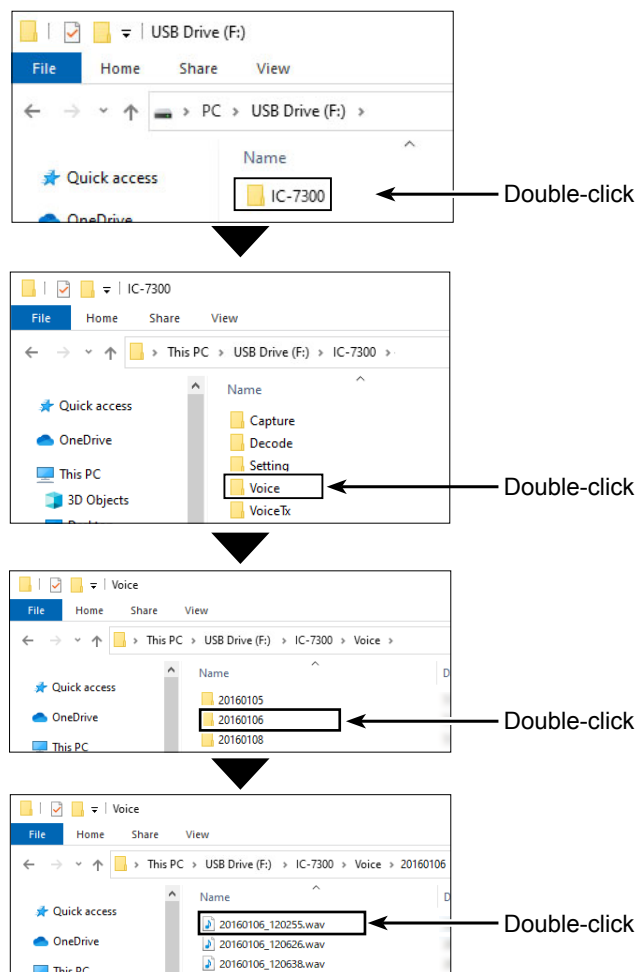 USB Drive (F:)
File Home Share View
PC > USB Drive (F:) >
Name
Quick access
IC-7300
Double-click
OneDrive
IC-7300
File Home Share View
This PC > USB Drive (F:) > IC-7300 >
Name
Quick access
Capture
OneDrive
Decode
Setting
This PC
Voice
Double-click
3D Objects
VoiceTx
Voice
File Home Share View
This PC > USB Drive (F:) > IC-7300 > Voice >
Name D
Quick access
20160105
OneDrive
20160106
Double-click
This PC
20160108
Voice
File Home Share View
This PC > USB Drive (F:) > IC-7300 > Voice > 20160106
Name D
Quick access
20160106_120255.wav
Double-click
OneDrive
20160106_120626.wav
This PC
20160106_120638.wav